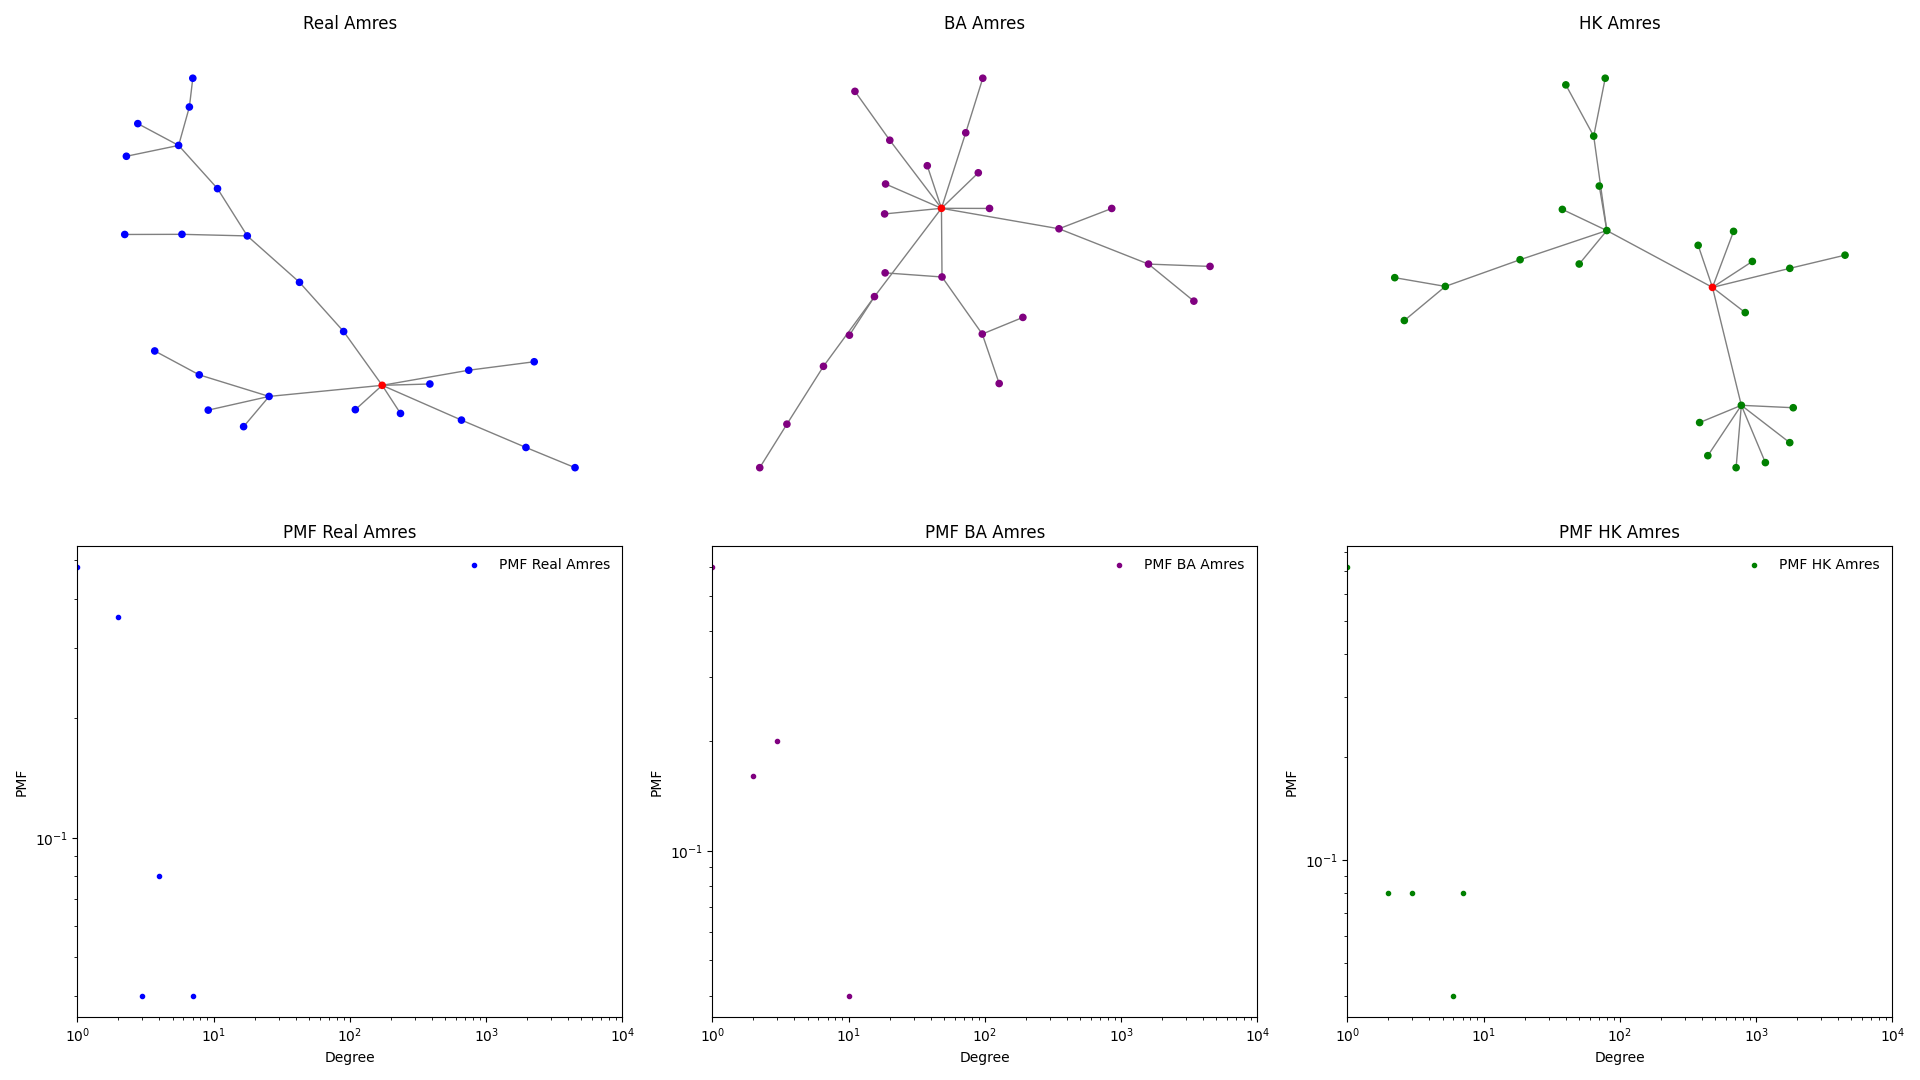 Real Amres
BA Amres
HK Amres
PMF Real Amres
PMF Real Amres
PMF
10⁻¹
10⁰ 10¹ 10² 10³ 10⁴
Degree
PMF BA Amres
PMF BA Amres
PMF
10⁻¹
10⁰ 10¹ 10² 10³ 10⁴
Degree
PMF HK Amres
PMF HK Amres
PMF
10⁻¹
10⁰ 10¹ 10² 10³ 10⁴
Degree